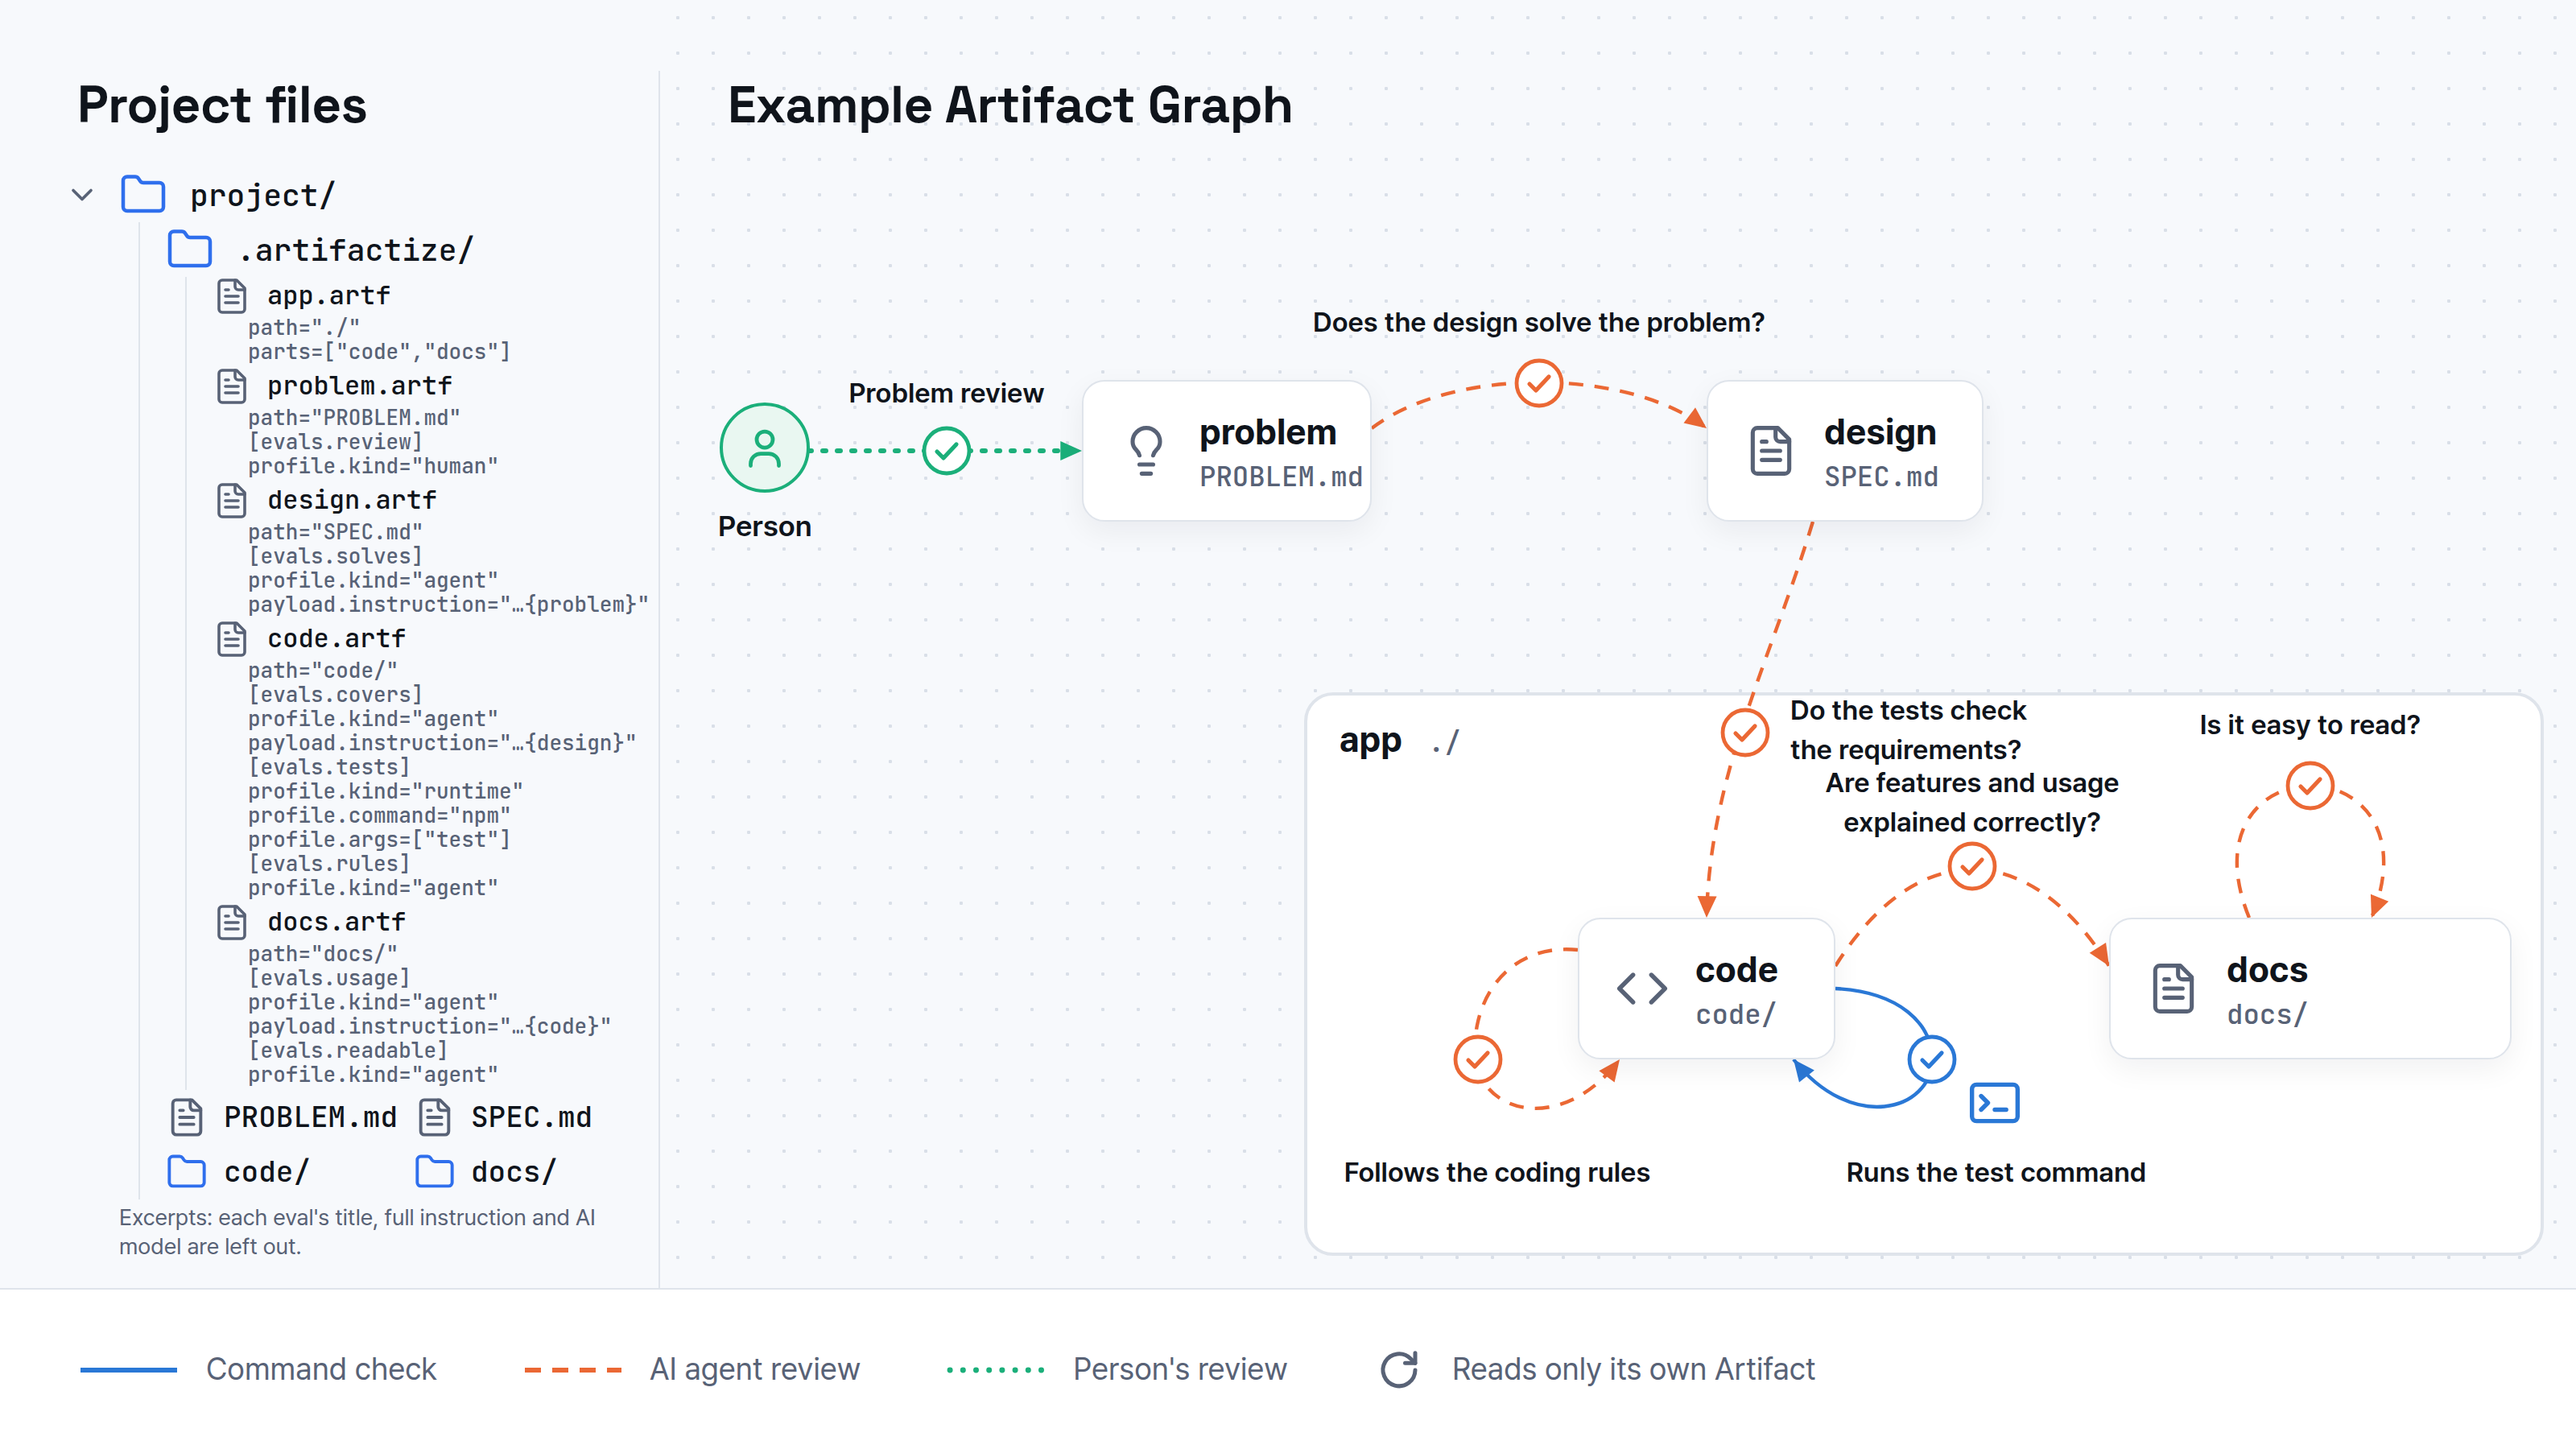 Project files
project/
.artifactize/
app.artf
path="./"
parts=["code","docs"]
problem.artf
path="PROBLEM.md"
[evals.review]
profile.kind="human"
design.artf
path="SPEC.md"
[evals.solves]
profile.kind="agent"
payload.instruction="…{problem}"
code.artf
path="code/"
[evals.covers]
profile.kind="agent"
payload.instruction="…{design}"
[evals.tests]
profile.kind="runtime"
profile.command="npm"
profile.args=["test"]
[evals.rules]
profile.kind="agent"
docs.artf
path="docs/"
[evals.usage]
profile.kind="agent"
payload.instruction="…{code}"
[evals.readable]
profile.kind="agent"
PROBLEM.md SPEC.md
code/ docs/
Excerpts: each eval's title, full instruction and AI
model are left out.
Example Artifact Graph
Does the design solve the problem?
Problem review
Person
problem
PROBLEM.md
design
SPEC.md
app ./
Do the tests check
the requirements?
Is it easy to read?
Are features and usage
explained correctly?
code
code/
docs
docs/
Follows the coding rules
Runs the test command
Command check
AI agent review
Person's review
Reads only its own Artifact